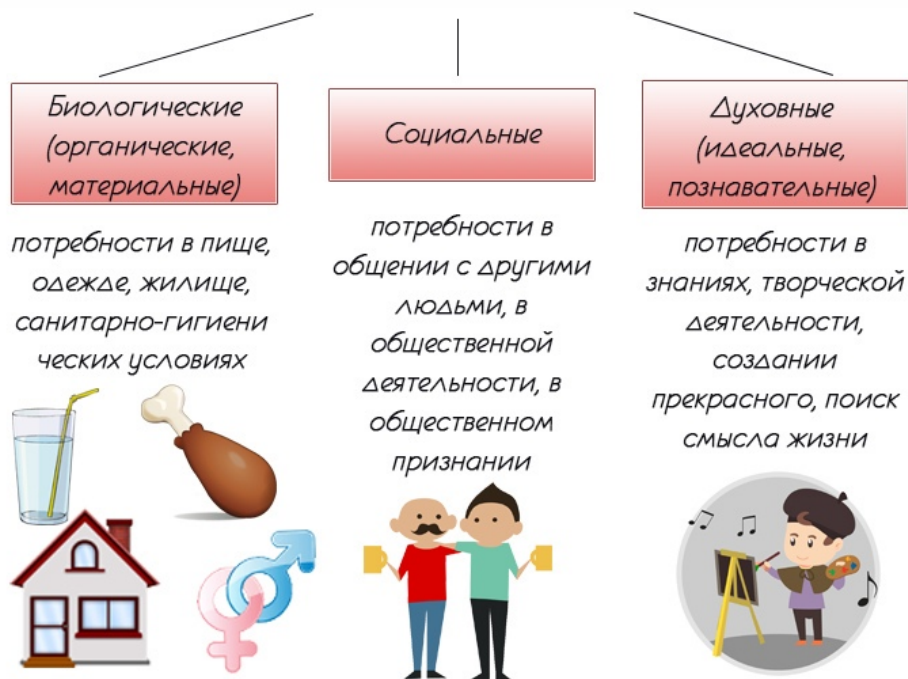 Биологические
(органические,
материальные)
потребности в пище,
одежде, жилище,
санитарно-гигиени
ческих условиях
Социальные
потребности в
общении с другими
людьми, в
общественной
деятельности, в
общественном
признании
Духовные
(идеальные,
познавательные)
потребности в
знаниях, творческой
деятельности,
создании
прекрасного, поиск
смысла жизни